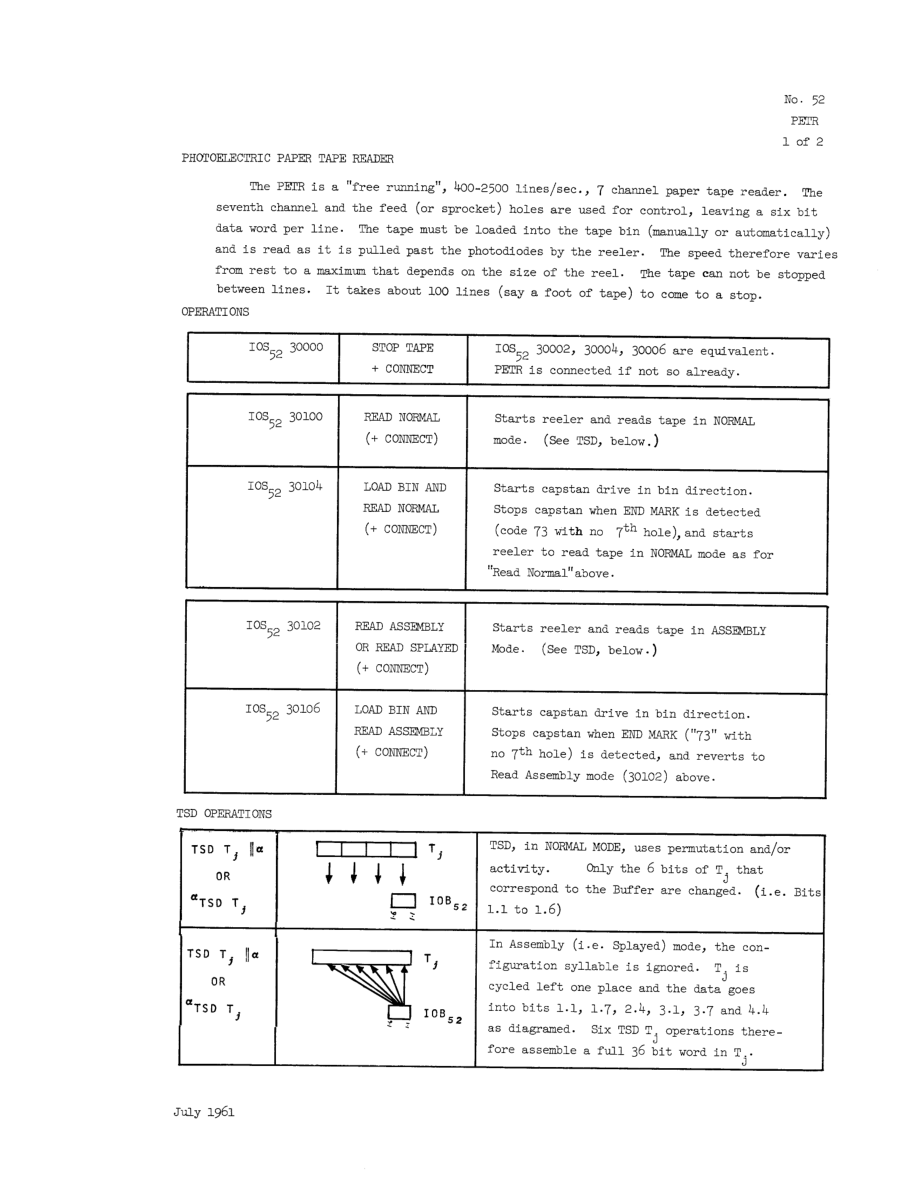 No. 52
PETR
1 of 2
PHOTOELECTRIC PAPER TAPE READER
The PETR is a "free running", 400-2500 lines/sec., 7 channel paper tape reader. The
seventh channel and the feed (or sprocket) holes are used for control, leaving a six bit
data word per line. The tape must be loaded into the tape bin (manually or automatically)
and is read as it is pulled past the photodiodes by the reeler. The speed therefore varies
from rest to a maximum that depends on the size of the reel. The tape can not be stopped
between lines. It takes about 100 lines (say a foot of tape) to come to a stop.
OPERATIONS
IOS52 30000
STOP TAPE
+ CONNECT
IOS52 30002, 30004, 30006 are equivalent.
PETR is connected if not so already.
IOS52 30100
READ NORMAL
(+ CONNECT)
Starts reeler and reads tape in NORMAL
mode. (See TSD, below.)
IOS52 30104
LOAD BIN AND
READ NORMAL
(+ CONNECT)
Starts capstan drive in bin direction.
Stops capstan when END MARK is detected
(code 73 with no 7th hole), and starts
reeler to read tape in NORMAL mode as for
"Read Normal" above.
IOS52 30102
READ ASSEMBLY
OR READ SPLAYED
(+ CONNECT)
Starts reeler and reads tape in ASSEMBLY
Mode. (See TSD, below.)
IOS52 30106
LOAD BIN AND
READ ASSEMBLY
(+ CONNECT)
Starts capstan drive in bin direction.
Stops capstan when END MARK ("73" with
no 7th hole) is detected, and reverts to
Read Assembly mode (30102) above.
TSD OPERATIONS
TSD Tj ‖α
OR
αTSD Tj
Tj
IOB52
TSD, in NORMAL MODE, uses permutation and/or
activity. Only the 6 bits of Tj that
correspond to the Buffer are changed. (i.e. Bits
1.1 to 1.6)
TSD Tj ‖α
OR
αTSD Tj
Tj
IOB52
In Assembly (i.e. Splayed) mode, the con-
figuration syllable is ignored. Tj is
cycled left one place and the data goes
into bits 1.1, 1.7, 2.4, 3.1, 3.7 and 4.4
as diagramed. Six TSD Tj operations there-
fore assemble a full 36 bit word in Tj.
July 1961